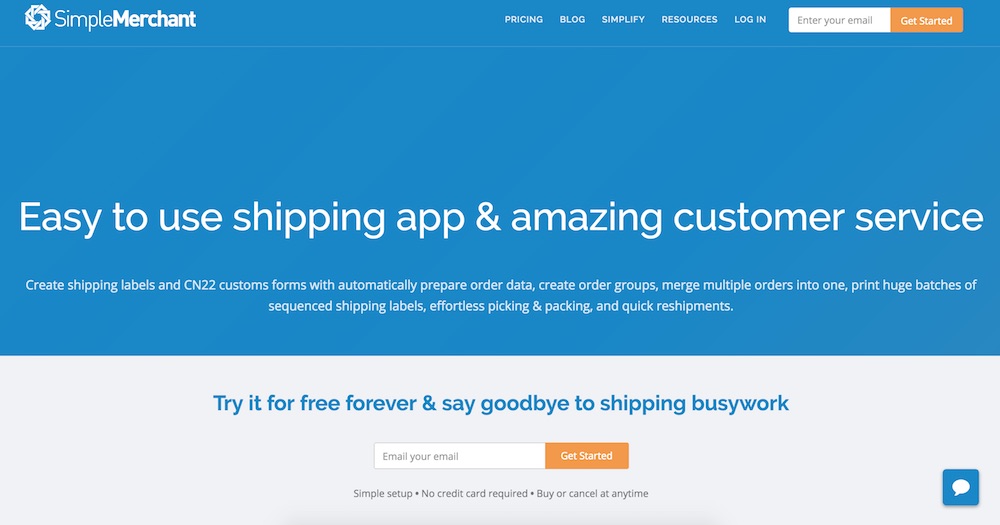 SimpleMerchant
PRICING
BLOG
SIMPLIFY
RESOURCES
LOG IN
Enter your email
Get Started
Easy to use shipping app & amazing customer service
Create shipping labels and CN22 customs forms with automatically prepare order data, create order groups, merge multiple orders into one, print huge batches of
sequenced shipping labels, effortless picking & packing, and quick reshipments.
Try it for free forever & say goodbye to shipping busywork
Email your email
Get Started
Simple setup • No credit card required • Buy or cancel at anytime